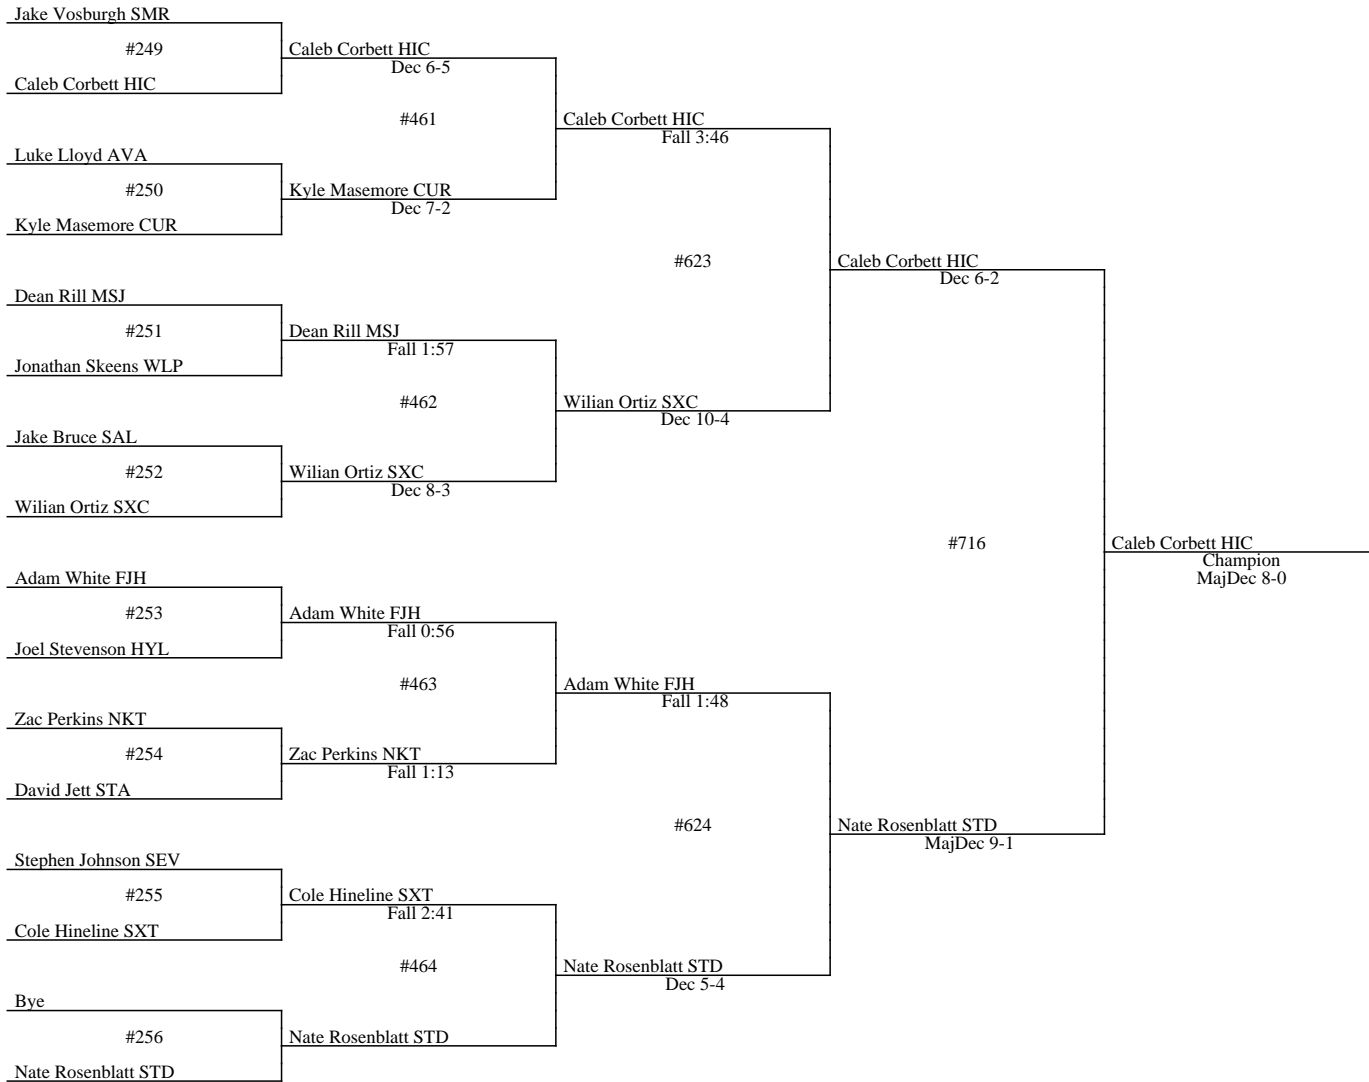 Jake Vosburgh SMR
#249
Caleb Corbett HIC
Dec 6-5
Caleb Corbett HIC
#461
Caleb Corbett HIC
Fall 3:46
Luke Lloyd AVA
#250
Kyle Masemore CUR
Dec 7-2
Kyle Masemore CUR
#623
Caleb Corbett HIC
Dec 6-2
Dean Rill MSJ
#251
Dean Rill MSJ
Fall 1:57
Jonathan Skeens WLP
#462
Wilian Ortiz SXC
Dec 10-4
Jake Bruce SAL
#252
Wilian Ortiz SXC
Dec 8-3
Wilian Ortiz SXC
#716
Caleb Corbett HIC
Champion
MajDec 8-0
Adam White FJH
#253
Adam White FJH
Fall 0:56
Joel Stevenson HYL
#463
Adam White FJH
Fall 1:48
Zac Perkins NKT
#254
Zac Perkins NKT
Fall 1:13
David Jett STA
#624
Nate Rosenblatt STD
MajDec 9-1
Stephen Johnson SEV
#255
Cole Hineline SXT
Fall 2:41
Cole Hineline SXT
#464
Nate Rosenblatt STD
Dec 5-4
Bye
#256
Nate Rosenblatt STD
Nate Rosenblatt STD